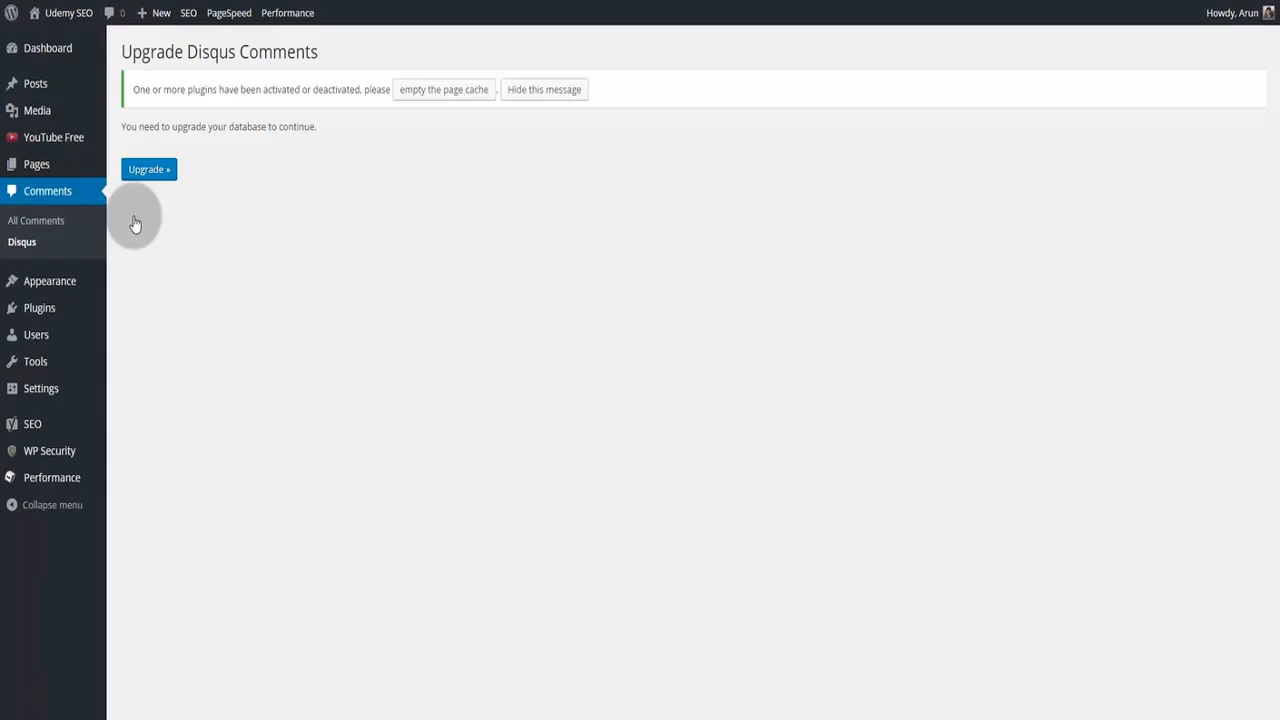 Udemy SEO 0 New SEO PageSpeed Performance Howdy, Arun
Dashboard
Posts
Media
YouTube Free
Pages
Comments
All Comments
Disqus
Appearance
Plugins
Users
Tools
Settings
SEO
WP Security
Performance
Collapse menu
Upgrade Disqus Comments
One or more plugins have been activated or deactivated, please empty the page cache . Hide this message
You need to upgrade your database to continue.
Upgrade »